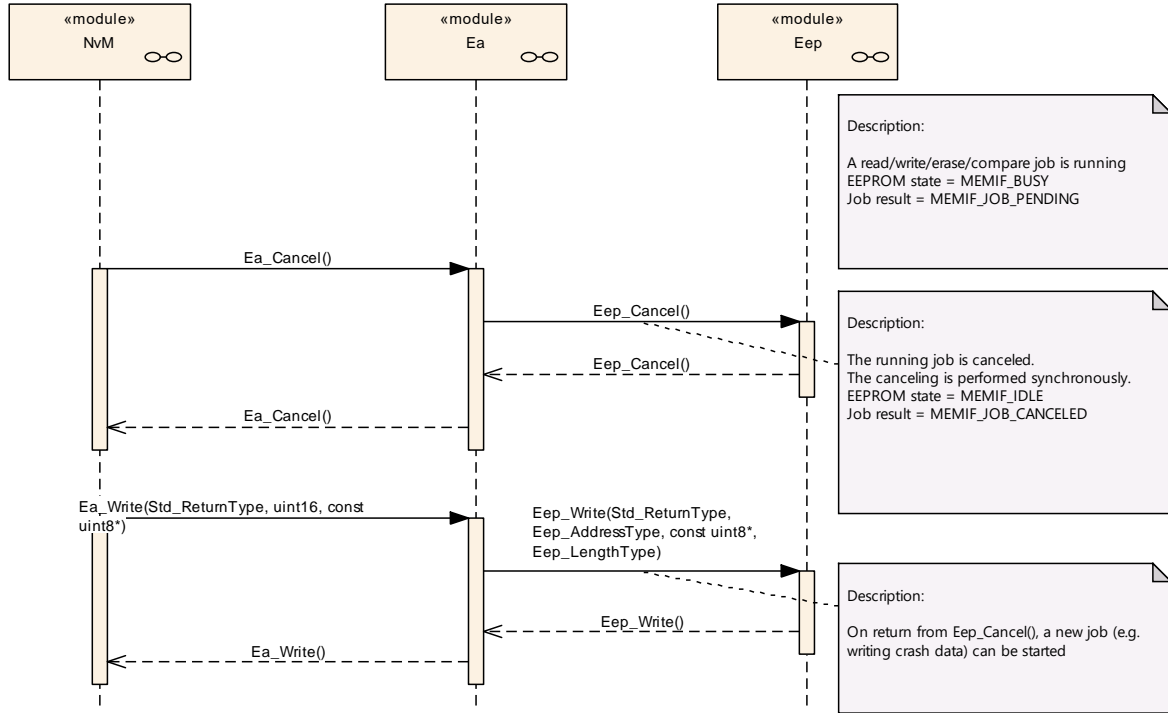 «module»
NvM
«module»
Ea
«module»
Eep
Description:
A read/write/erase/compare job is running
EEPROM state = MEMIF_BUSY
Job result = MEMIF_JOB_PENDING
Ea_Cancel()
Eep_Cancel()
Description:
The running job is canceled.
The canceling is performed synchronously.
EEPROM state = MEMIF_IDLE
Job result = MEMIF_JOB_CANCELED
Eep_Cancel()
Ea_Cancel()
Ea_Write(Std_ReturnType, uint16, const
uint8*)
Eep_Write(Std_ReturnType,
Eep_AddressType, const uint8*,
Eep_LengthType)
Description:
On return from Eep_Cancel(), a new job (e.g.
writing crash data) can be started
Eep_Write()
Ea_Write()